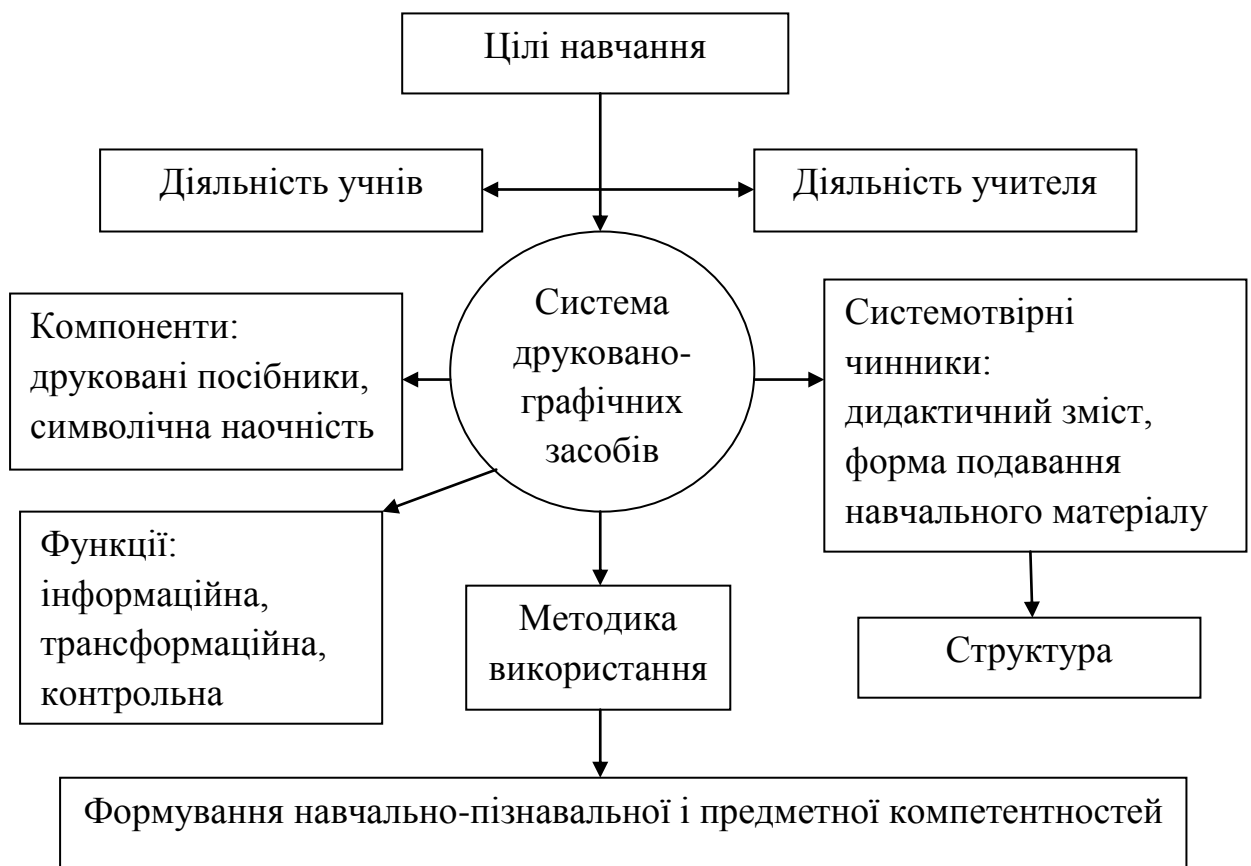 Цілі навчання
Діяльність учнів
Діяльність учителя
Система
друковано-
графічних
засобів
Компоненти:
друковані посібники,
символічна наочність
Системотвірні
чинники:
дидактичний зміст,
форма подавання
навчального матеріалу
Функції:
інформаційна,
трансформаційна,
контрольна
Методика
використання
Структура
Формування навчально-пізнавальної і предметної компетентностей